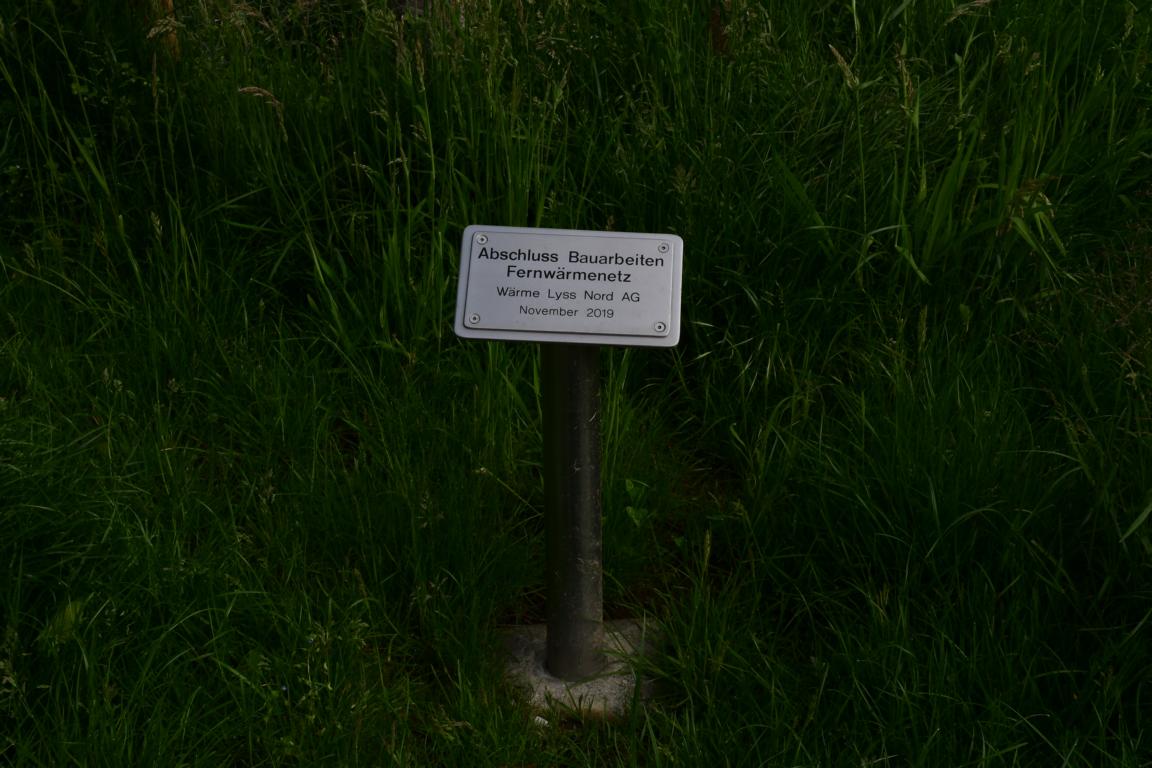 Abschluss Bauarbeiten
Fernwärmenetz
Wärme Lyss Nord AG
November 2019